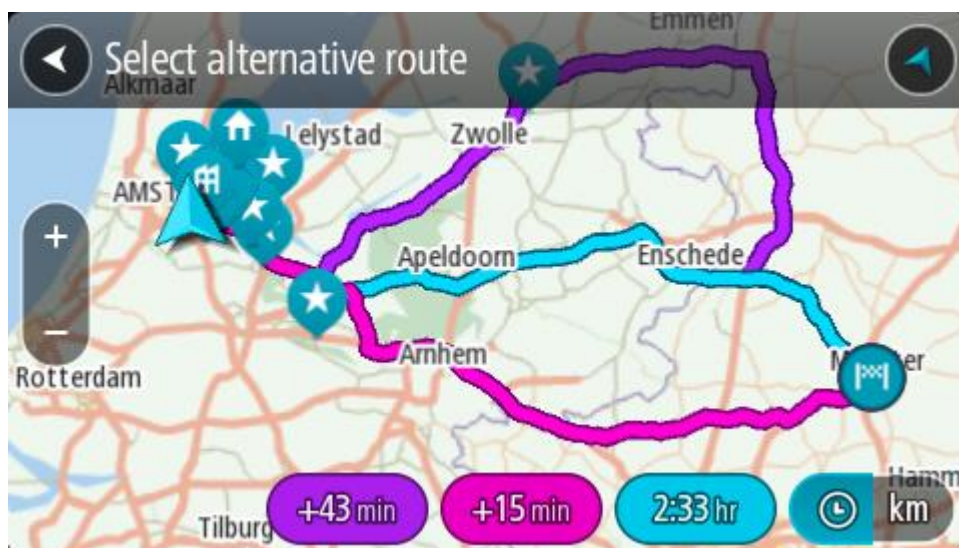 Emmen
Select alternative route
Alkmaar
Lelystad
Zwolle
Apeldoorn
Enschede
Arnhem
Rotterdam
+
−
Hamm
Tilburg
+43 min
+15 min
2:33 hr
km